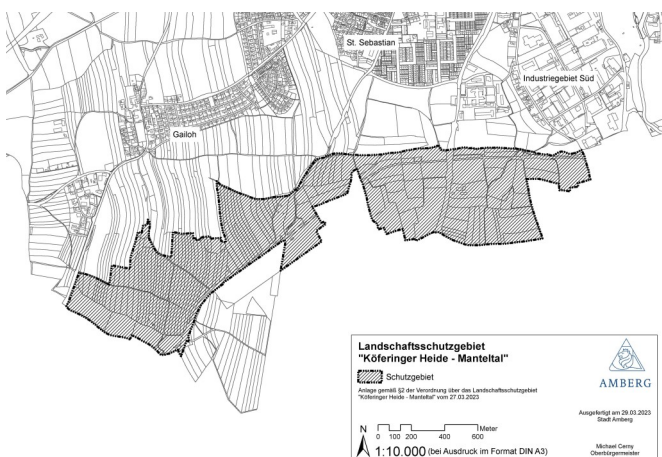 St. Sebastian
Industriegebiet Süd
Gailoh
Landschaftsschutzgebiet
"Köferinger Heide - Manteltal"
Schutzgebiet
Anlage gemäß §2 der Verordnung über das Landschaftsschutzgebiet
"Köferinger Heide - Manteltal" vom 27.03.2023
AMBERG
Ausgefertigt am 29.03.2023
Stadt Amberg
N
Meter
0 100 200 400 600
1:10.000 (bei Ausdruck im Format DIN A3)
Michael Cerny
Oberbürgermeister